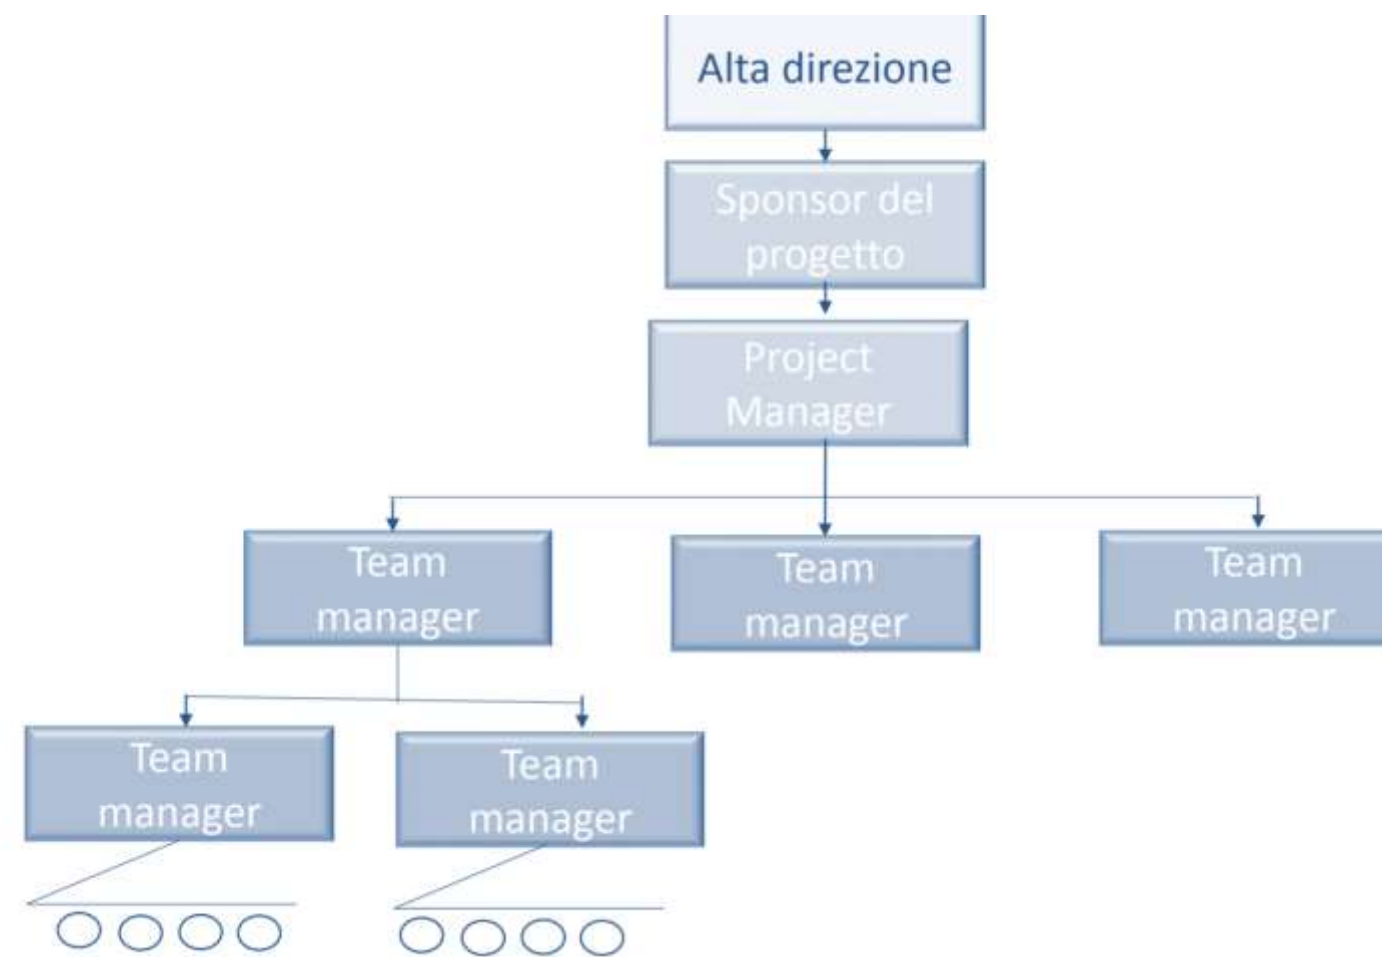 Alta direzione
Sponsor del
progetto
Project
Manager
Team
manager
Team
manager
Team
manager
Team
manager
Team
manager